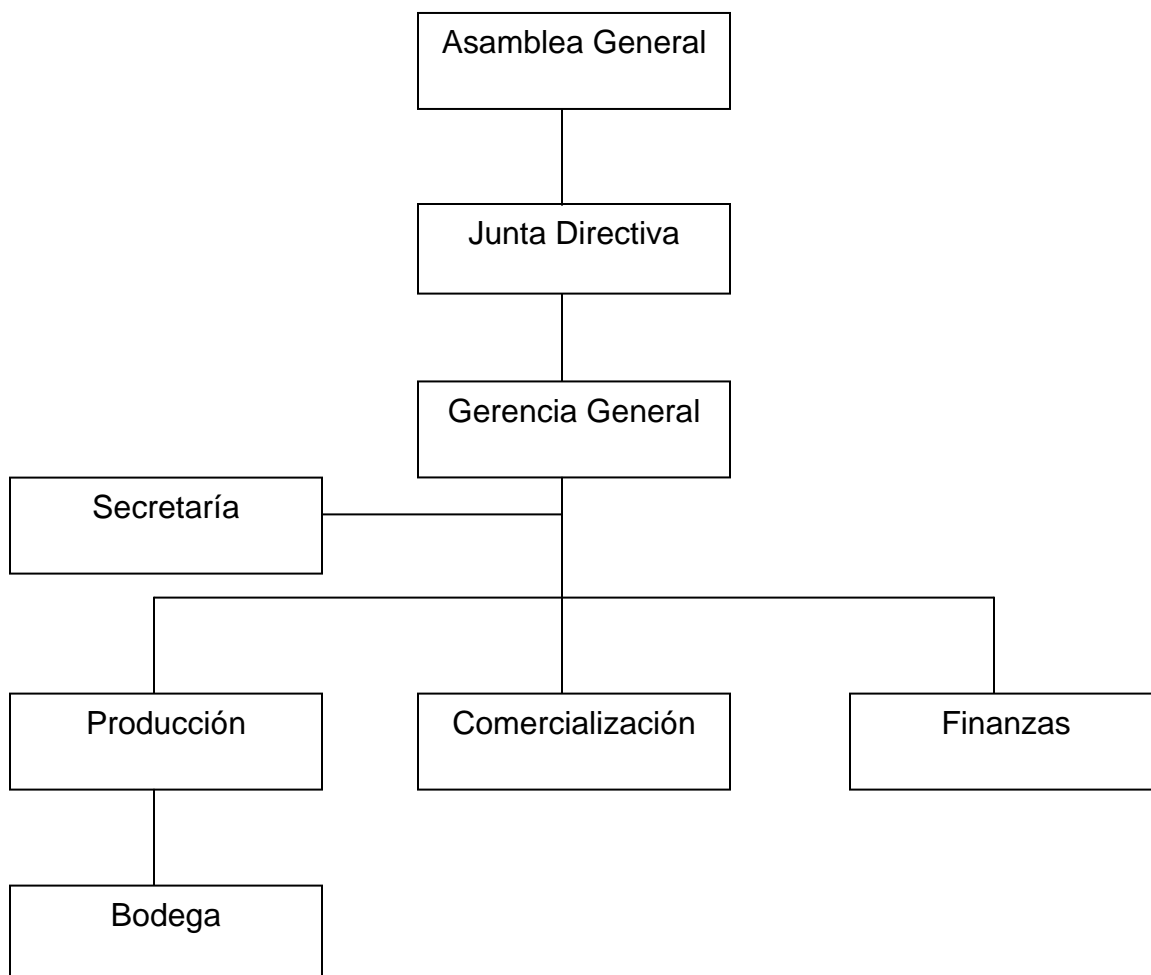 Asamblea General
Junta Directiva
Gerencia General
Secretaría
Producción
Comercialización
Finanzas
Bodega